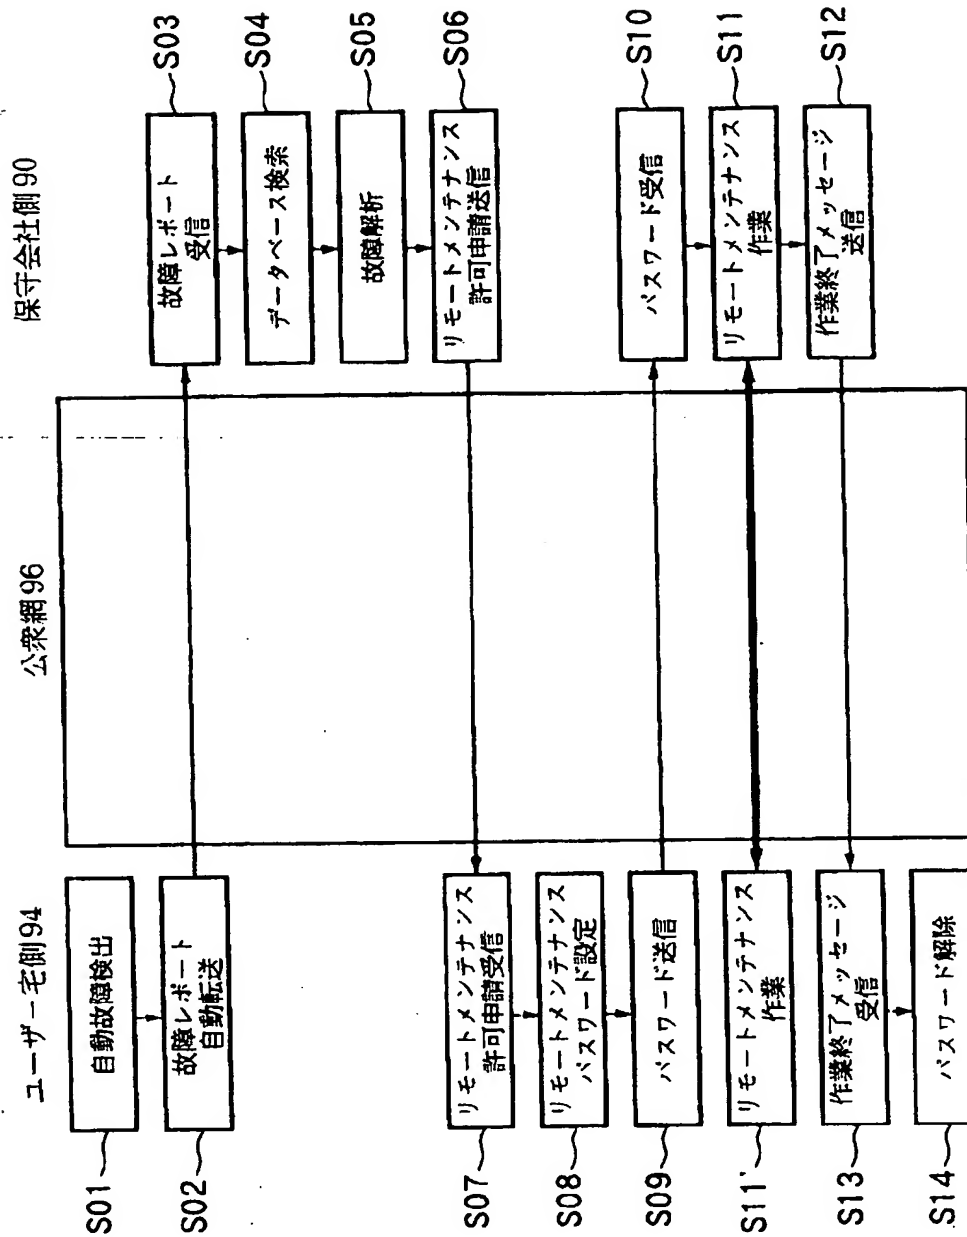 ユーザー宅側94
公衆網96
保守会社側90
S01
自動故障検出
S02
故障レポート
自動転送
S03
故障レポート
受信
S04
データベース検索
S05
故障解析
S06
リモートメンテナンス
許可申請送信
S07
リモートメンテナンス
許可申請受信
S08
リモートメンテナンス
パスワード設定
S09
パスワード送信
S10
パスワード受信
S11
リモートメンテナンス
作業
S11'
リモートメンテナンス
作業
S12
作業終了メッセージ
送信
S13
作業終了メッセージ
受信
S14
パスワード解除